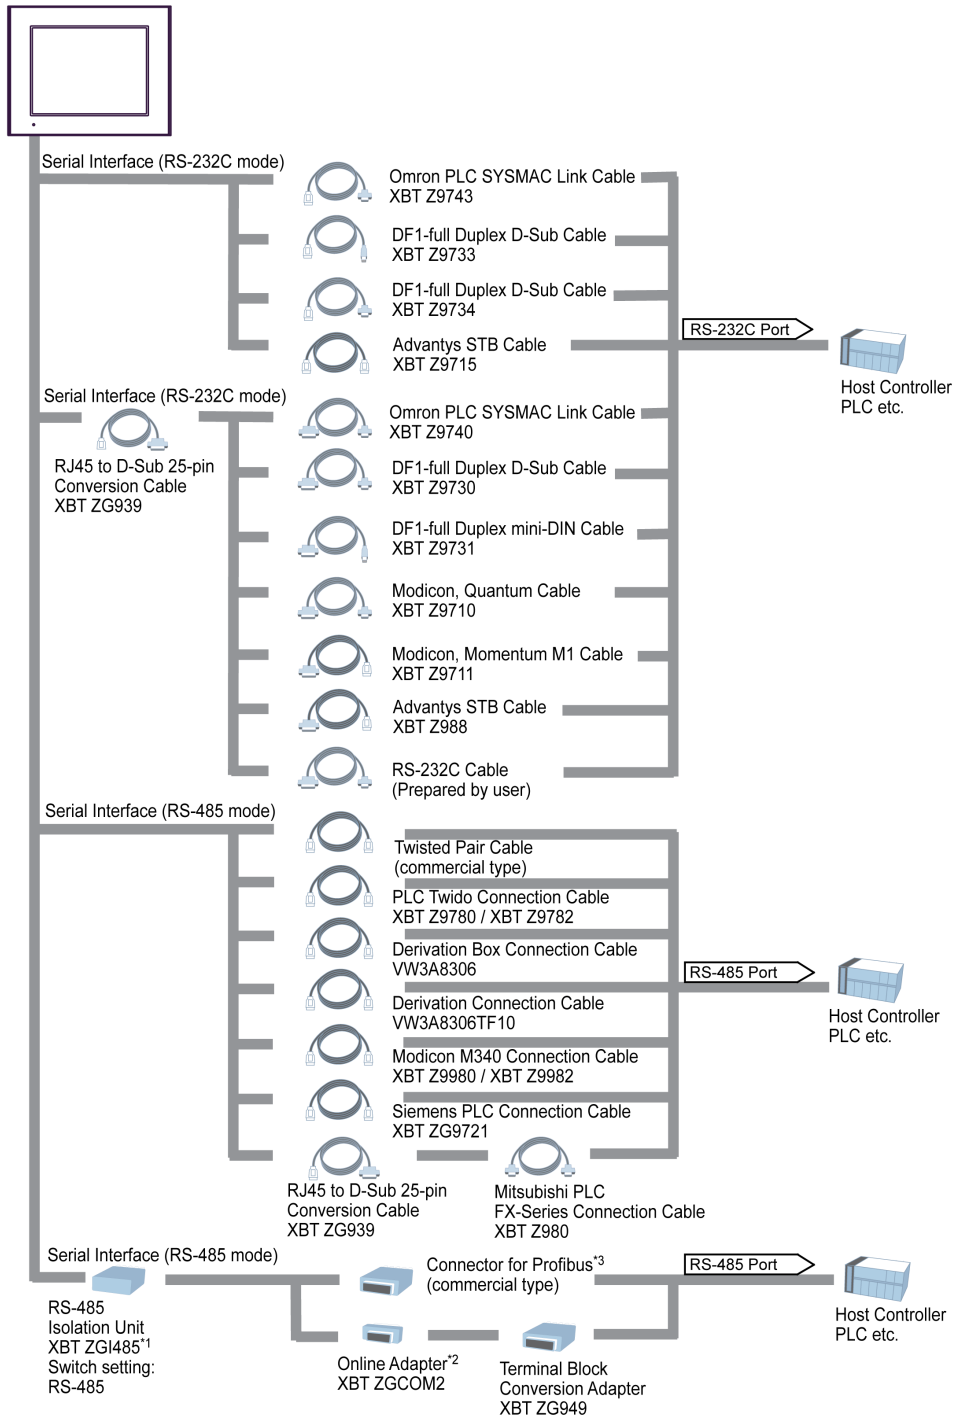 Serial Interface (RS-232C mode)
Omron PLC SYSMAC Link Cable
XBT Z9743
DF1-full Duplex D-Sub Cable
XBT Z9733
DF1-full Duplex D-Sub Cable
XBT Z9734
Advantys STB Cable
XBT Z9715
RS-232C Port
Host Controller
PLC etc.
Serial Interface (RS-232C mode)
RJ45 to D-Sub 25-pin
Conversion Cable
XBT ZG939
Omron PLC SYSMAC Link Cable
XBT Z9740
DF1-full Duplex D-Sub Cable
XBT Z9730
DF1-full Duplex mini-DIN Cable
XBT Z9731
Modicon, Quantum Cable
XBT Z9710
Modicon, Momentum M1 Cable
XBT Z9711
Advantys STB Cable
XBT Z988
RS-232C Cable
(Prepared by user)
Serial Interface (RS-485 mode)
Twisted Pair Cable
(commercial type)
PLC Twido Connection Cable
XBT Z9780 / XBT Z9782
Derivation Box Connection Cable
VW3A8306
Derivation Connection Cable
VW3A8306TF10
Modicon M340 Connection Cable
XBT Z9980 / XBT Z9982
Siemens PLC Connection Cable
XBT ZG9721
RJ45 to D-Sub 25-pin
Conversion Cable
XBT ZG939
Mitsubishi PLC
FX-Series Connection Cable
XBT Z980
RS-485 Port
Host Controller
PLC etc.
Serial Interface (RS-485 mode)
RS-485
Isolation Unit
XBT ZGI485*1
Switch setting:
RS-485
Connector for Profibus*3
(commercial type)
Online Adapter*2
XBT ZGCOM2
Terminal Block
Conversion Adapter
XBT ZG949
RS-485 Port
Host Controller
PLC etc.